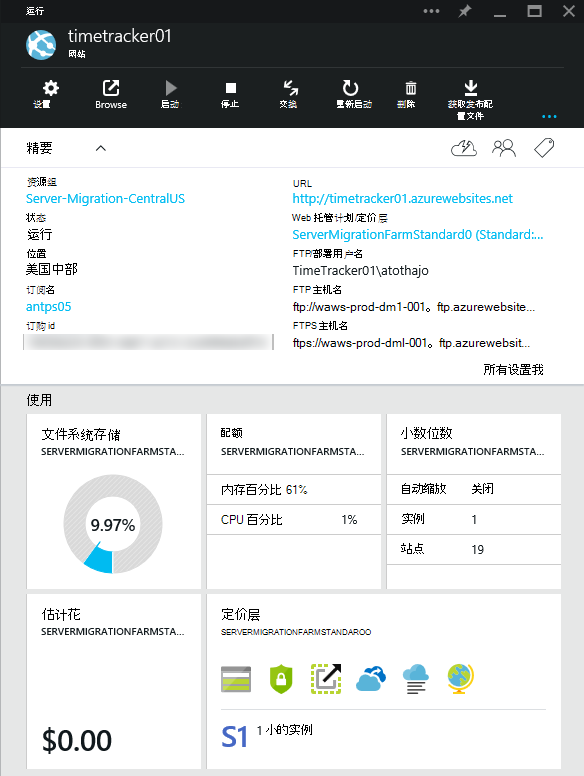 运行
timetracker01
网站
设置
Browse
启动
停止
交换
重新启动
删除
获取发布配
置文件
精要
资源组
Server-Migration-CentralUS
状态
运行
位置
美国中部
订阅名
antps05
订购 id
URL
http://timetracker01.azurewebsites.net
Web 托管计划/定价层
ServerMigrationFarmStandard0 (Standard:...
FTP/部署用户名
TimeTracker01\atothajo
FTP 主机名
ftp://waws-prod-dm1-001。ftp.azurewebsite...
FTPS 主机名
ftps://waws-prod-dml-001。ftp.azurewebsit...
所有设置我
使用
文件系统存储
SERVERMIGRATIONFARMSTA...
9.97%
配额
SERVERMIGRATIONFARMSTA...
内存百分比 61%
CPU 百分比 1%
小数位数
SERVERMIGRATIONFARMSTA...
自动缩放 关闭
实例 1
站点 19
估计花
SERVERMIGRATIONFARMSTA...
$0.00
定价层
SERVERMIGRATIONFARMSTANDAROO
S1 1 小的实例